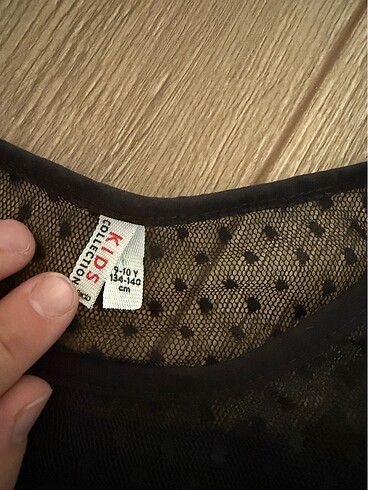 KIDS
COLLECTION
9-10 Y
134-140
cm